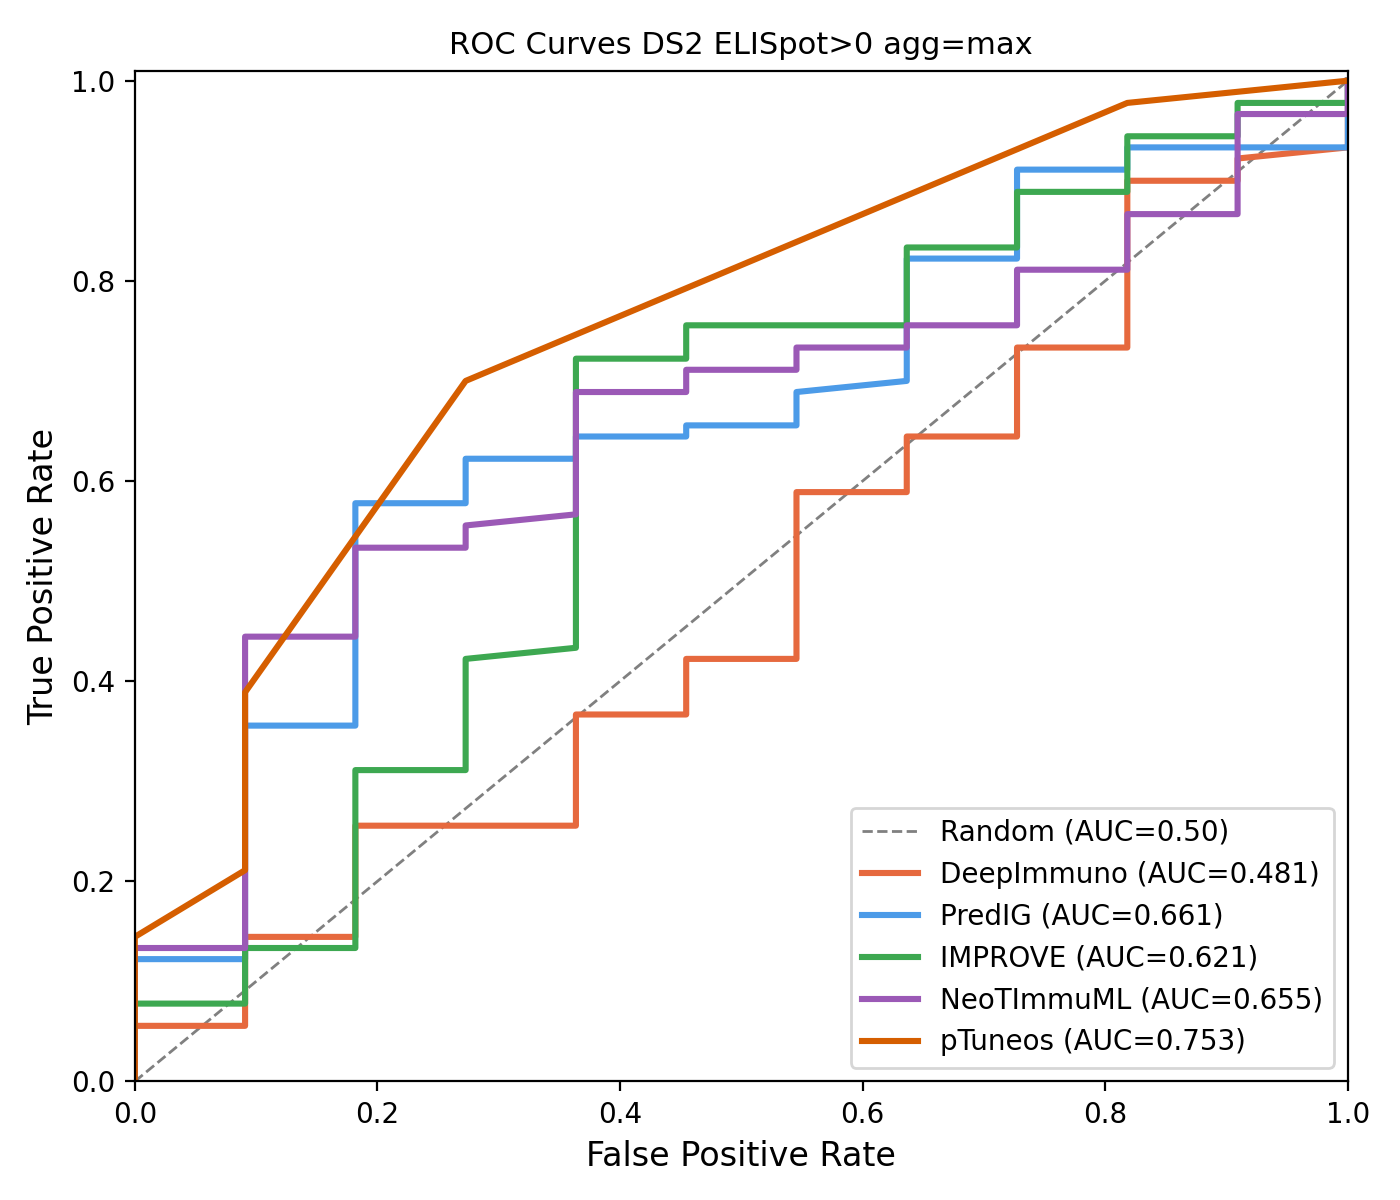 ROC Curves DS2 ELISpot>0 agg=max
1.0
0.8
0.6
0.4
0.2
0.0
True Positive Rate
0.0 0.2 0.4 0.6 0.8 1.0
False Positive Rate
Random (AUC=0.50)
DeepImmuno (AUC=0.481)
PredIG (AUC=0.661)
IMPROVE (AUC=0.621)
NeoTImmuML (AUC=0.655)
pTuneos (AUC=0.753)